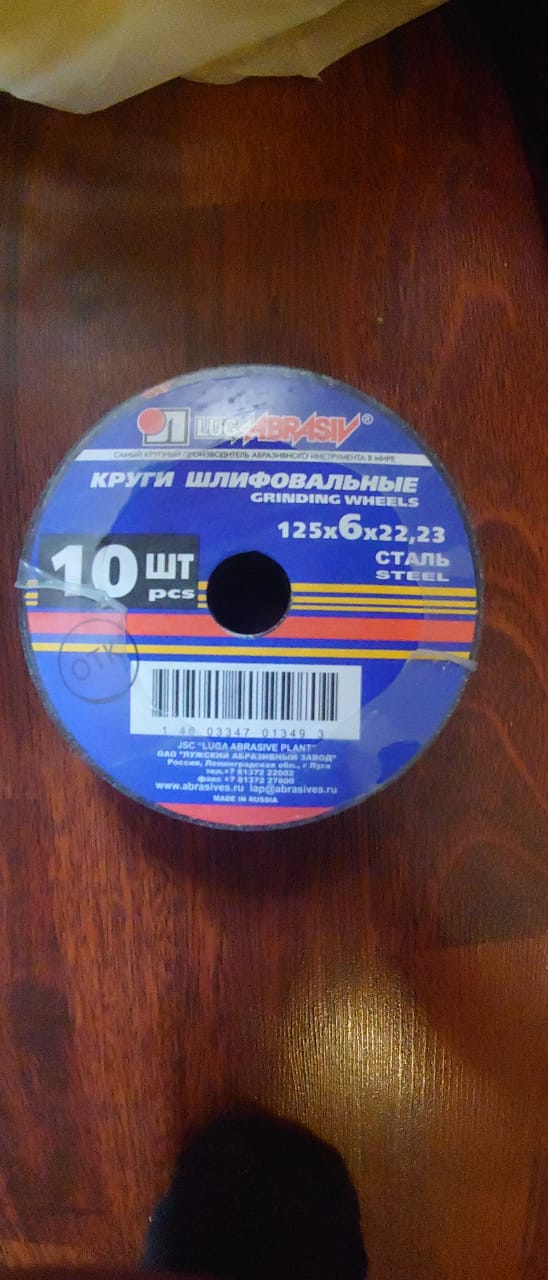 LUGAABRASIV®
САМЫЙ КРУПНЫЙ ПРОИЗВОДИТЕЛЬ АБРАЗИВНОГО ИНСТРУМЕНТА В МИРЕ
КРУГИ ШЛИФОВАЛЬНЫЕ
GRINDING WHEELS
125x6x22,23
СТАЛЬ
STEEL
10 ШТ
pcs
ОТК
1 46 03347 01349 3
JSC "LUGA ABRASIVE PLANT"
ОАО "ЛУЖСКИЙ АБРАЗИВНЫЙ ЗАВОД"
Россия, Ленинградская обл., г Луга
тел.+7 81372 22002
факс +7 81372 27800
www.abrasives.ru lap@abrasives.ru
MADE IN RUSSIA